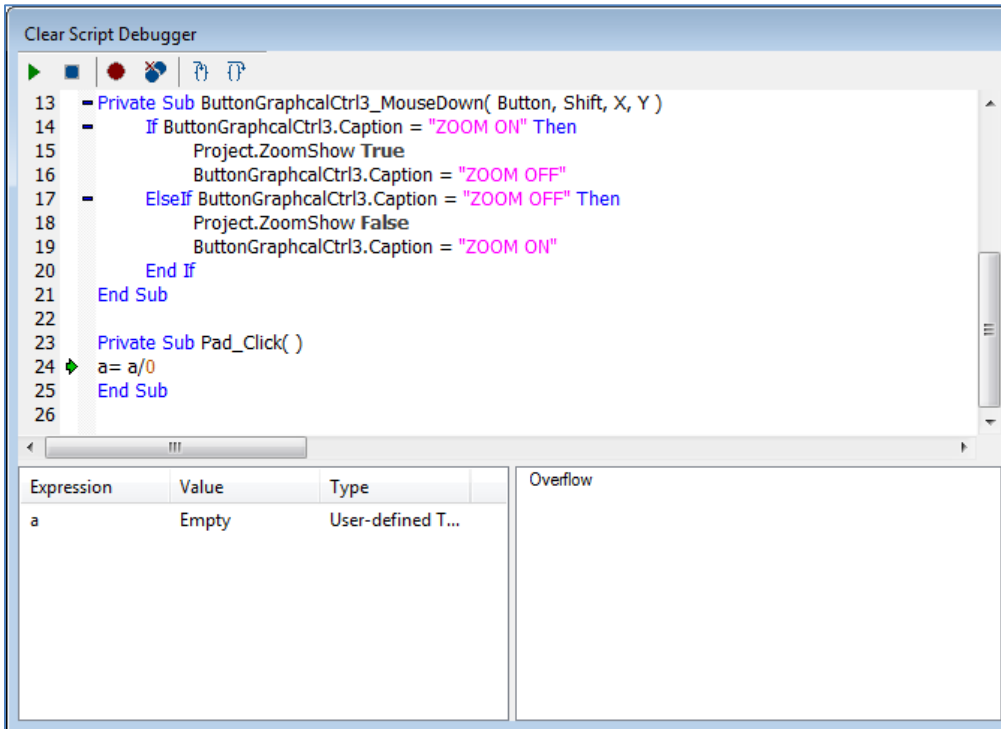 Clear Script Debugger
13 Private Sub ButtonGraphcalCtrl3_MouseDown( Button, Shift, X, Y )
14 If ButtonGraphcalCtrl3.Caption = "ZOOM ON" Then
15 Project.ZoomShow True
16 ButtonGraphcalCtrl3.Caption = "ZOOM OFF"
17 ElseIf ButtonGraphcalCtrl3.Caption = "ZOOM OFF" Then
18 Project.ZoomShow False
19 ButtonGraphcalCtrl3.Caption = "ZOOM ON"
20 End If
21 End Sub
22
23 Private Sub Pad_Click( )
24 a= a/0
25 End Sub
26
Expression Value Type
a Empty User-defined T...
Overflow